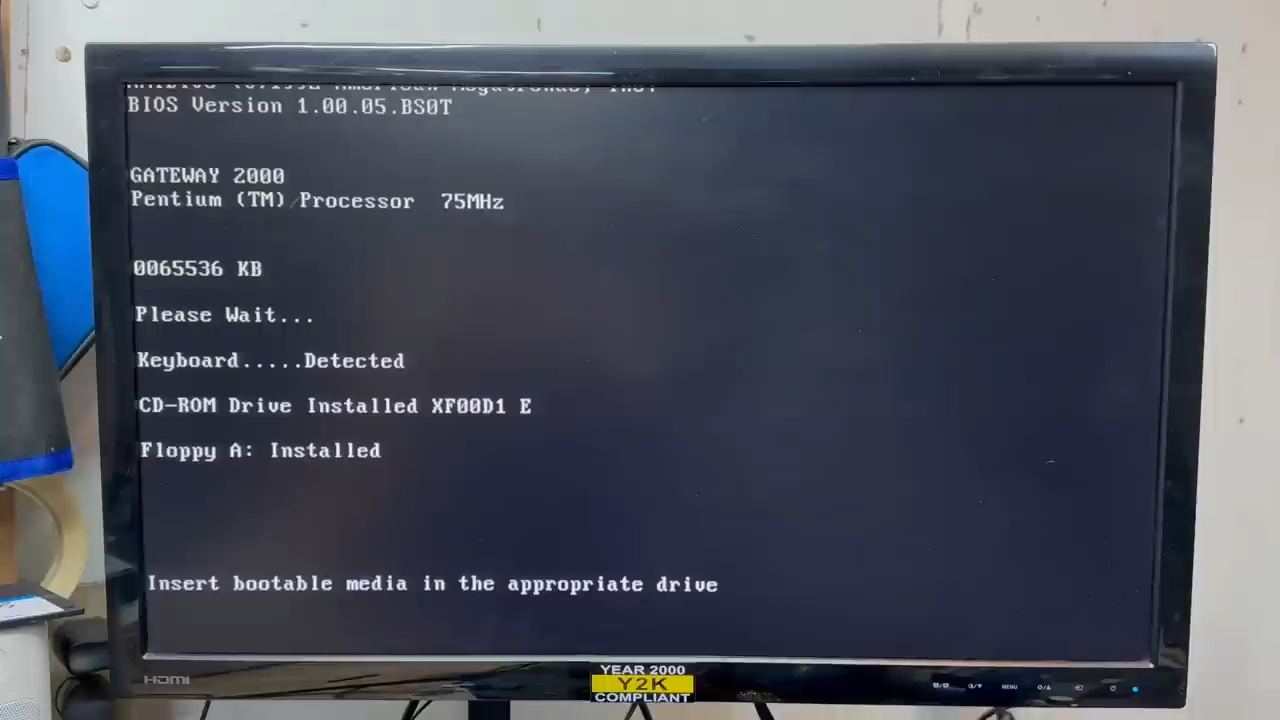 BIOS Version 1.00.05.BS0T
GATEWAY 2000
Pentium (TM) Processor 75MHz
0065536 KB
Please Wait...
Keyboard.....Detected
CD-ROM Drive Installed XF00D1 E
Floppy A: Installed
Insert bootable media in the appropriate drive
HDMI
YEAR 2000
Y2K
COMPLIANT
MENU